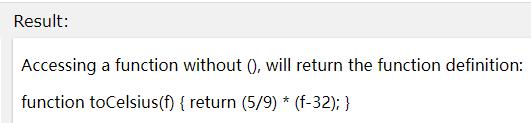 Result:
Accessing a function without (), will return the function definition:
function toCelsius(f) { return (5/9) * (f-32); }